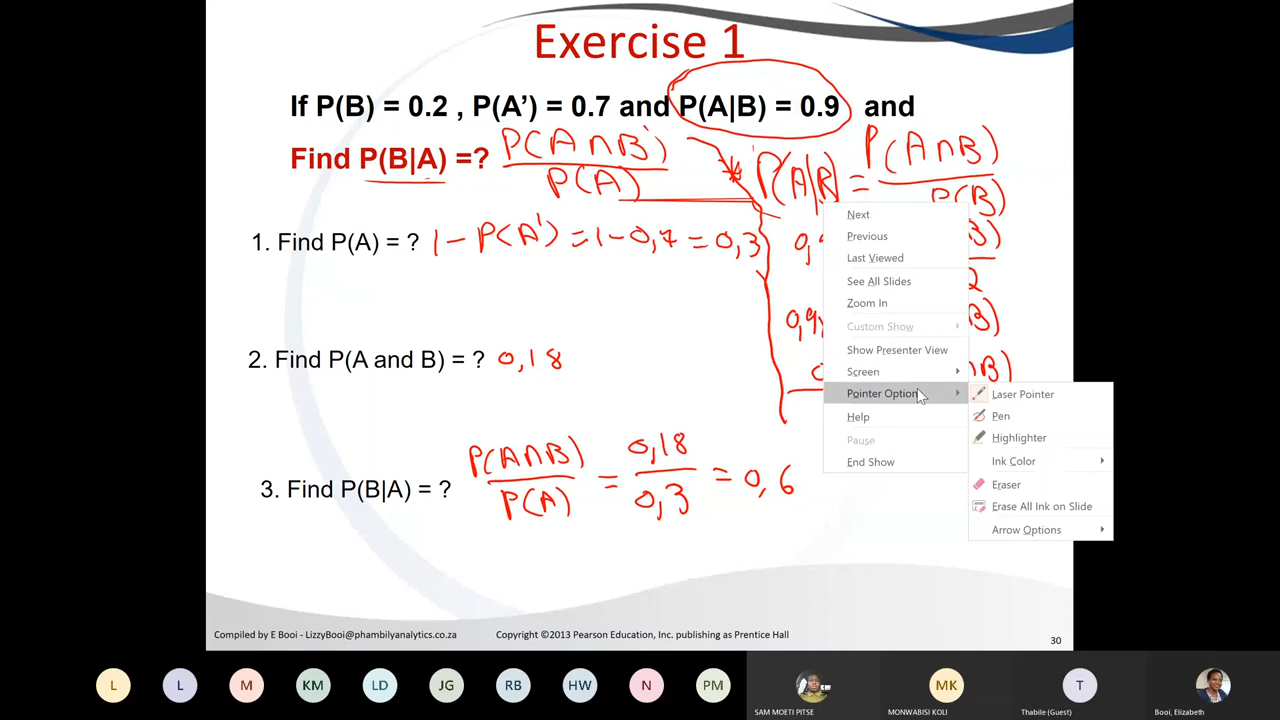 Exercise 1
If P(B) = 0.2 , P(A’) = 0.7 and P(A|B) = 0.9 and
Find P(B|A) =? P(A∩B) / P(A)
P(A|B) = P(A∩B) / P(B)
1. Find P(A) = ? 1 - P(A') = 1 - 0,7 = 0,3
2. Find P(A and B) = ? 0,18
3. Find P(B|A) = ? P(A∩B) / P(A) = 0,18 / 0,3 = 0,6
Next
Previous
Last Viewed
See All Slides
Zoom In
Custom Show
Show Presenter View
Screen
Pointer Option
Help
Pause
End Show
Laser Pointer
Pen
Highlighter
Ink Color
Eraser
Erase All Ink on Slide
Arrow Options
Compiled by E Booi - LizzyBooi@phambilyanalytics.co.za
Copyright ©2013 Pearson Education, Inc. publishing as Prentice Hall
30
L
L
M
KM
LD
JG
RB
HW
N
PM
MK
T
SAM MOETI PITSE
MONWABISI KOLI
Thabile (Guest)
Booi, Elizabeth